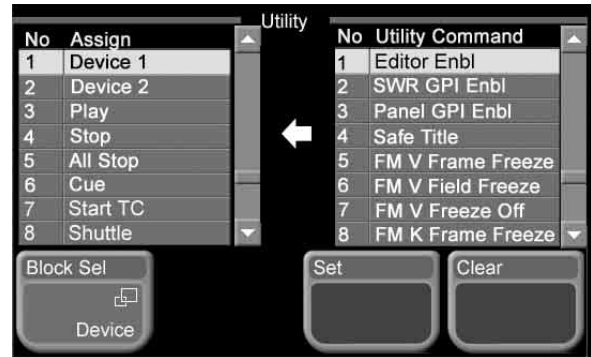 Utility
No Assign
1 Device 1
2 Device 2
3 Play
4 Stop
5 All Stop
6 Cue
7 Start TC
8 Shuttle
No Utility Command
1 Editor Enbl
2 SWR GPI Enbl
3 Panel GPI Enbl
4 Safe Title
5 FM V Frame Freeze
6 FM V Field Freeze
7 FM V Freeze Off
8 FM K Frame Freeze
Block Sel
Device
Set
Clear